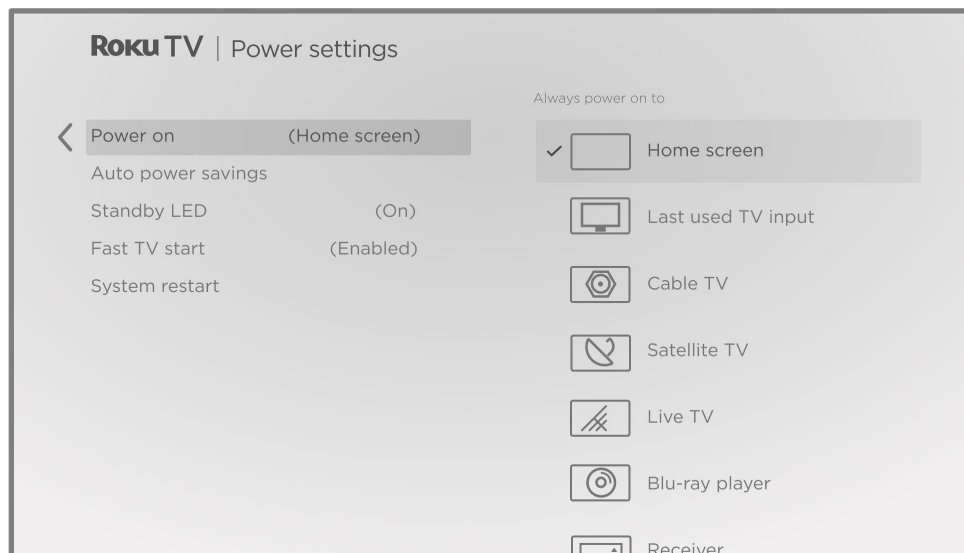 Roku TV | Power settings
Always power on to
Power on (Home screen)
Auto power savings
Standby LED (On)
Fast TV start (Enabled)
System restart
Home screen
Last used TV input
Cable TV
Satellite TV
Live TV
Blu-ray player
Receiver